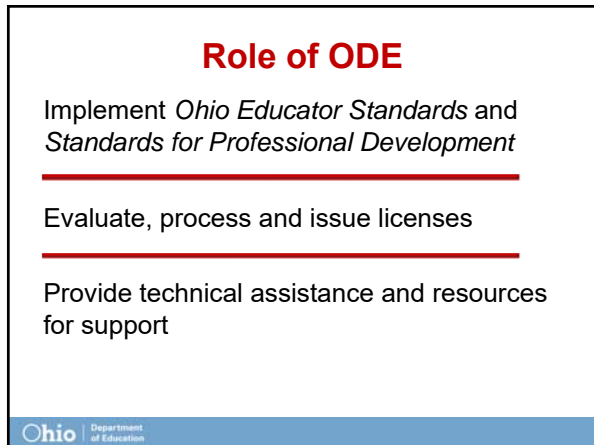 Role of ODE
Implement Ohio Educator Standards and
Standards for Professional Development
Evaluate, process and issue licenses
Provide technical assistance and resources
for support
Ohio | Department
of Education